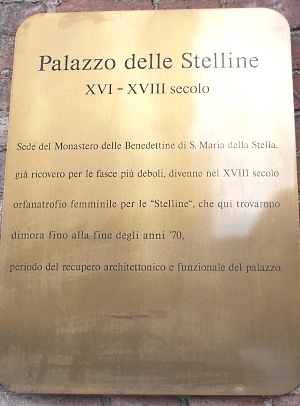 Palazzo delle Stelline
XVI - XVIII secolo
Sede del Monastero delle Benedettine di S. Maria della Stella,
già ricovero per le fasce più deboli, divenne nel XVIII secolo
orfanatrofio femminile per le "Stelline", che qui trovarono
dimora fino alla fine degli anni '70,
periodo del recupero architettonico e funzionale del palazzo.